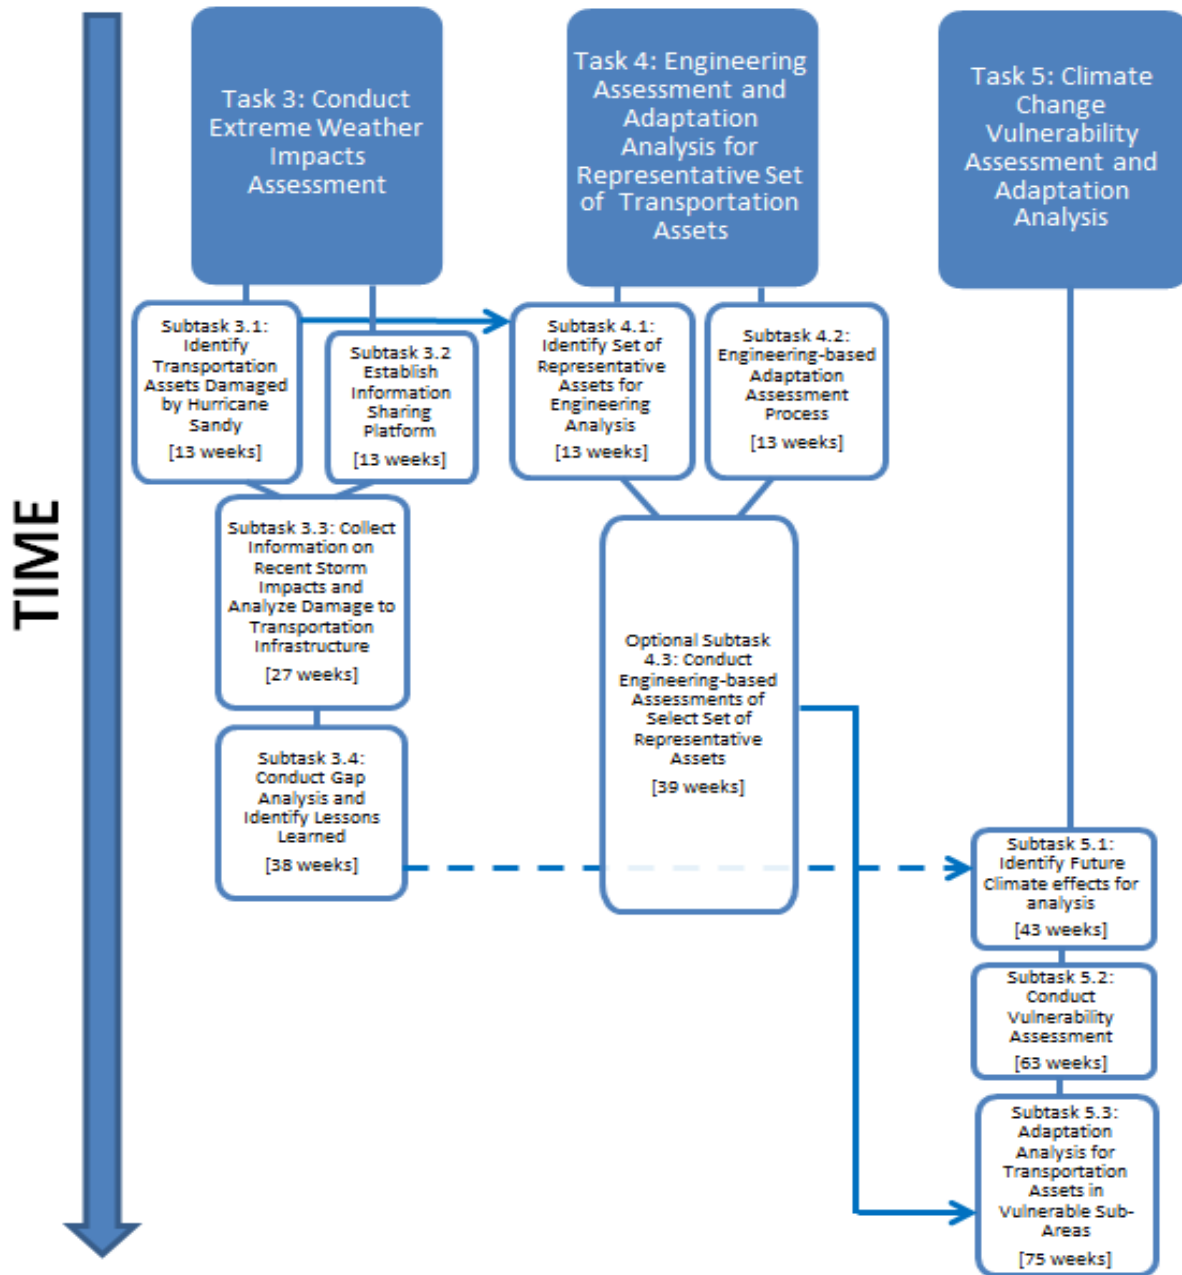 TIME
Task 3: Conduct
Extreme Weather
Impacts
Assessment
Task 4: Engineering
Assessment and
Adaptation
Analysis for
Representative Set
of Transportation
Assets
Task 5: Climate
Change
Vulnerability
Assessment and
Adaptation
Analysis
Subtask 3.1:
Identify
Transportation
Assets Damaged
by Hurricane
Sandy
[13 weeks]
Subtask 3.2
Establish
Information
Sharing
Platform
[13 weeks]
Subtask 4.1:
Identify Set of
Representative
Assets for
Engineering
Analysis
[13 weeks]
Subtask 4.2:
Engineering-based
Adaptation
Assessment
Process
[13 weeks]
Subtask 3.3: Collect
Information on
Recent Storm
Impacts and
Analyze Damage to
Transportation
Infrastructure
[27 weeks]
Optional Subtask
4.3: Conduct
Engineering-based
Assessments of
Select Set of
Representative
Assets
[39 weeks]
Subtask 3.4:
Conduct Gap
Analysis and
Identify Lessons
Learned
[38 weeks]
Subtask 5.1:
Identify Future
Climate effects for
analysis
[43 weeks]
Subtask 5.2:
Conduct
Vulnerability
Assessment
[63 weeks]
Subtask 5.3:
Adaptation
Analysis for
Transportation
Assets in
Vulnerable Sub-
Areas
[75 weeks]